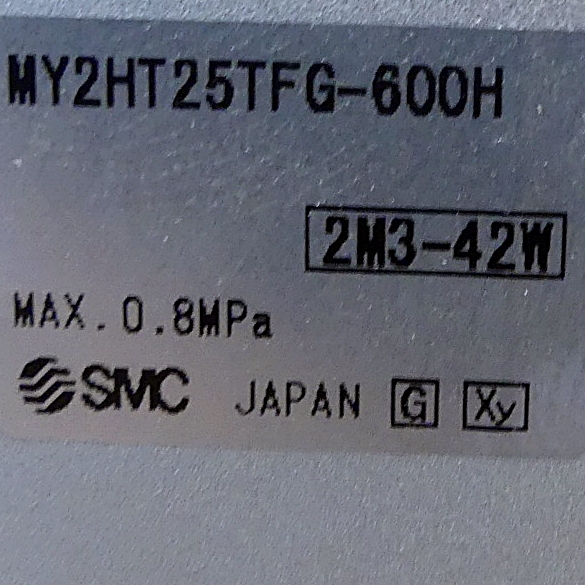 MY2HT25TFG-600H
2M3-42W
MAX.0.8MPa
SMC JAPAN G Xy